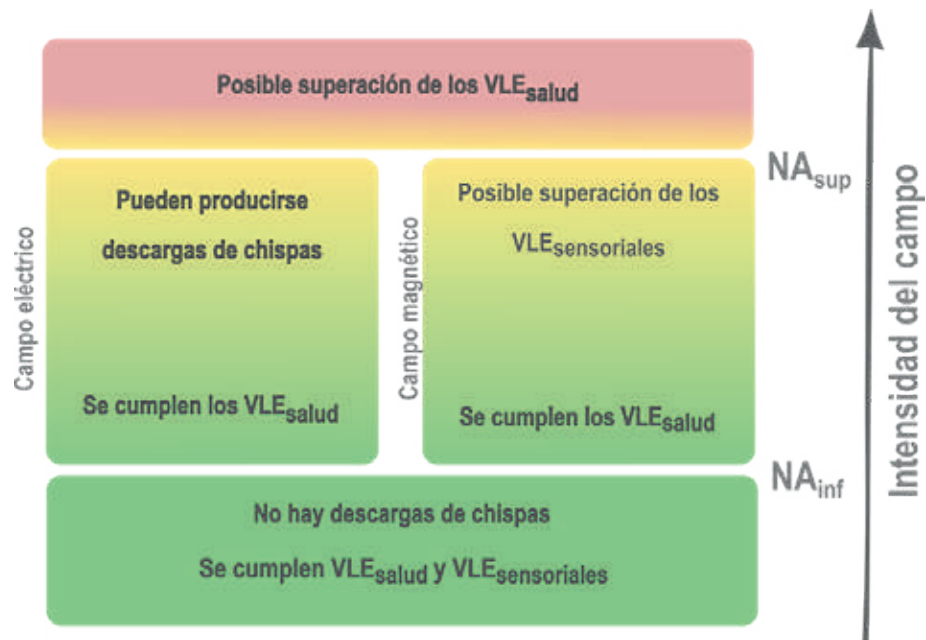 Posible superación de los VLEsalud
NAsup
Campo eléctrico
Pueden producirse
descargas de chispas
Se cumplen los VLEsalud
Campo magnético
Posible superación de los
VLEsensoriales
Se cumplen los VLEsalud
NAinf
No hay descargas de chispas
Se cumplen VLEsalud y VLEsensoriales
Intensidad del campo